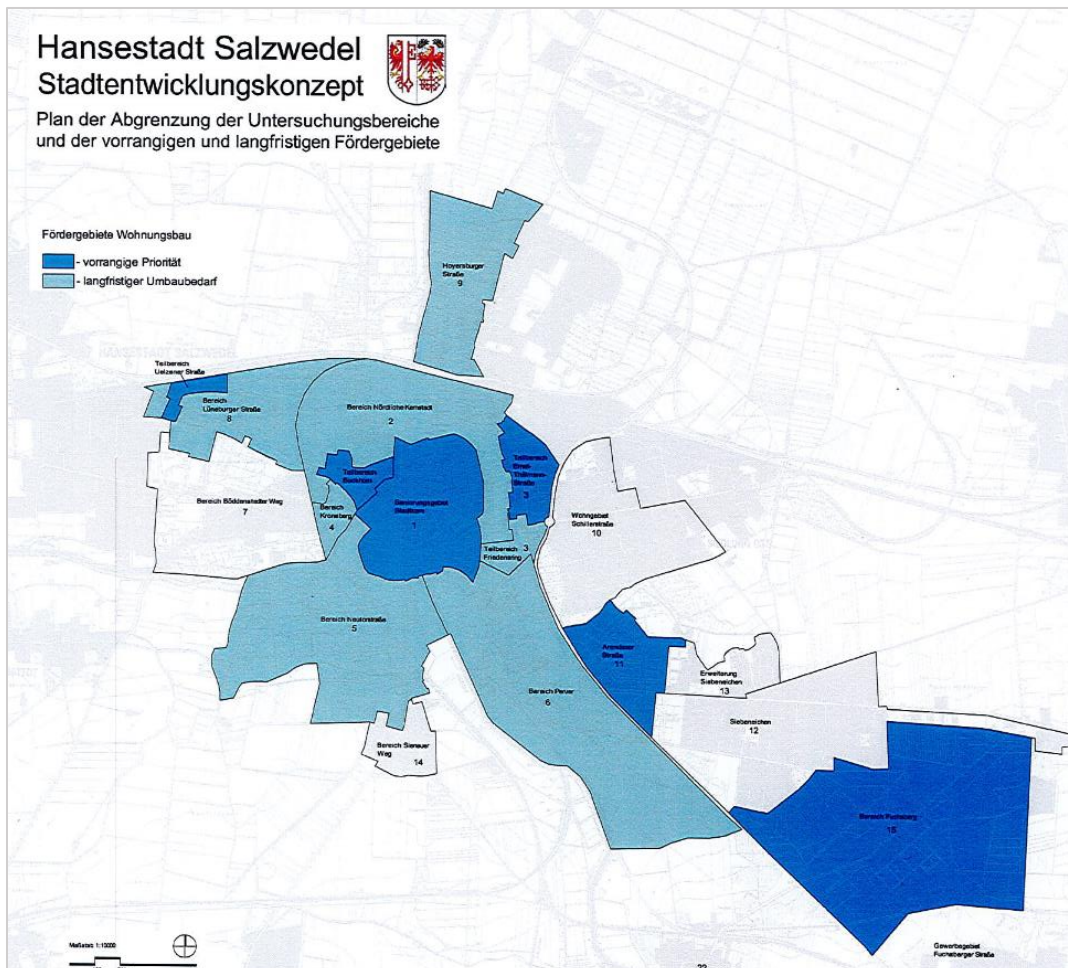 Hansestadt Salzwedel
Stadtentwicklungskonzept
Plan der Abgrenzung der Untersuchungsbereiche
und der vorrangigen und langfristigen Fördergebiete
Fördergebiete Wohnungsbau
- vorrangige Priorität
- langfristiger Umbaubedarf
Hoyersburger
Straße
9
Teilbereich
Uelzener Straße
Bereich
Lüneburger Straße
8
Bereich Nördliche Kernstadt
2
Teilbereich
Ernst-
Thälmann-
Straße
3
Teilbereich
Sanierungsgebiet
Stadtkern
1
Bereich Böddenstedter Weg
7
Bereich
Kronsberg
4
Wohngebiet
Schillerstraße
10
3
Teilbereich
Friedensring
Bereich Neutorstraße
5
Arendseer
Straße
11
Erweiterung
Siebeneichen
13
Bereich Perver
6
Siebeneichen
12
Bereich Sienauer
Weg
14
Bereich Fuchsberg
15
Maßstab 1:10000
Gewerbegebiet
Fuchsberger Straße
22